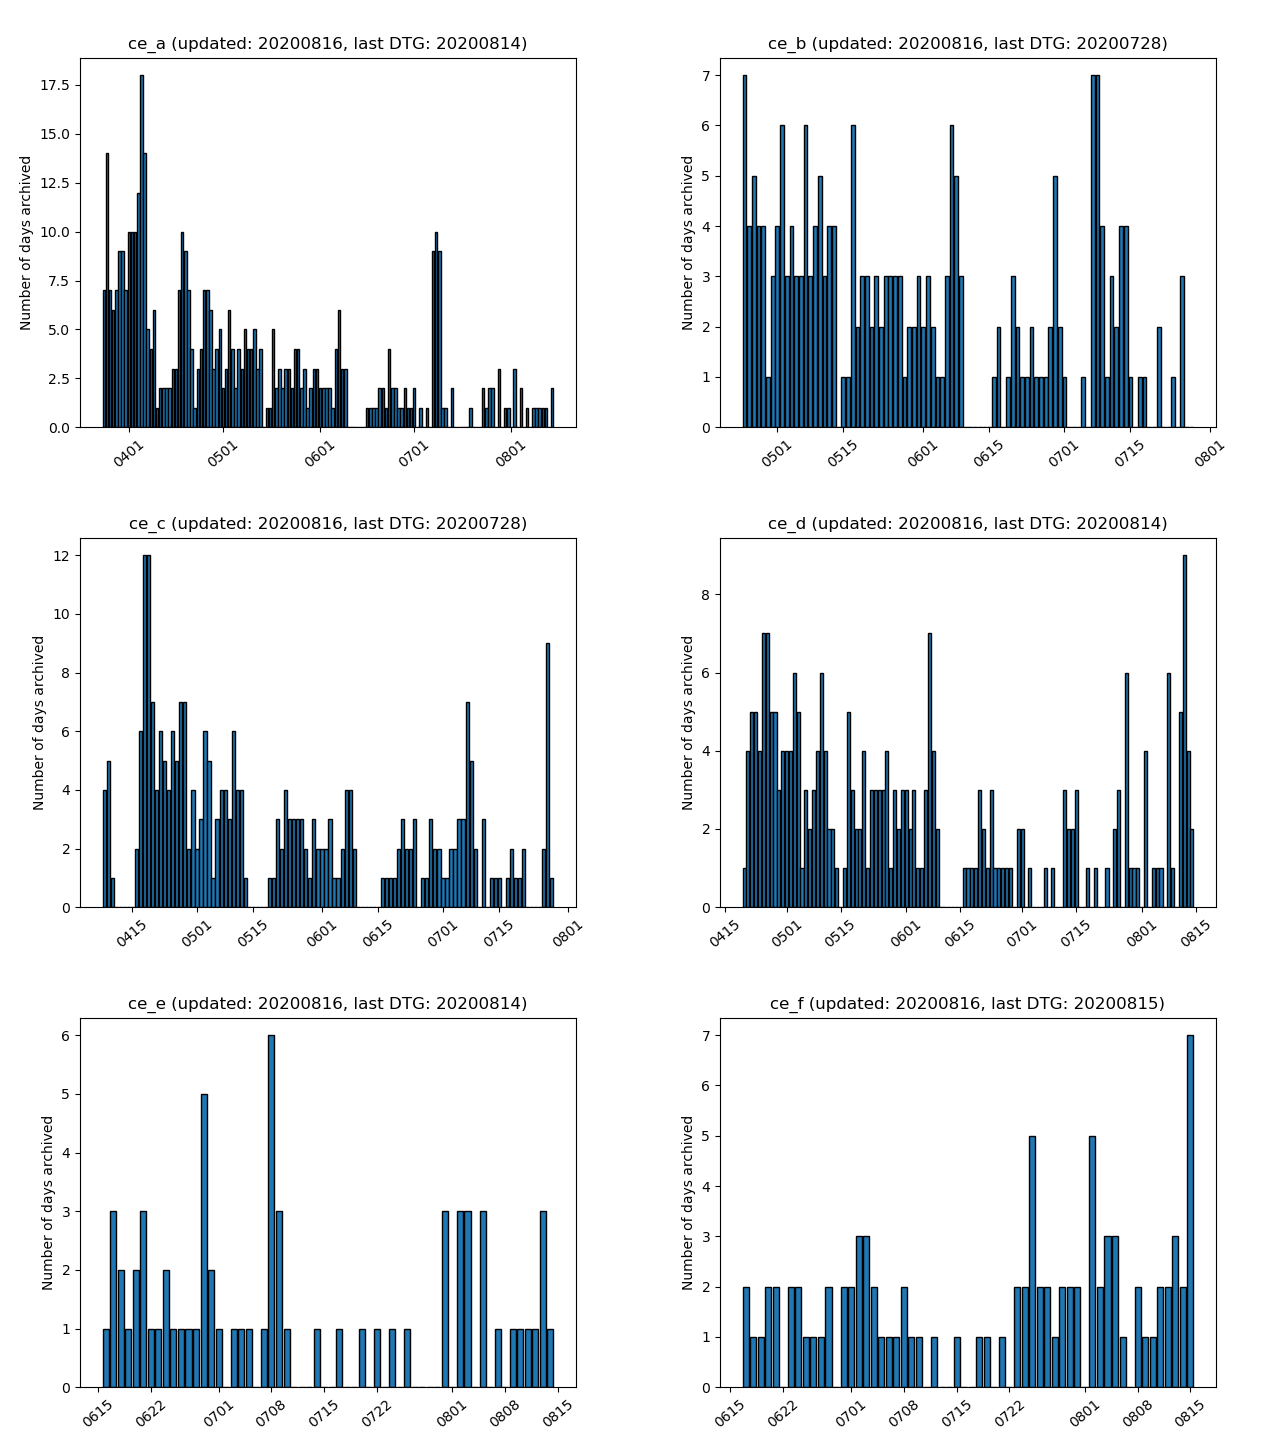 ce_a (updated: 20200816, last DTG: 20200814)
Number of days archived
17.5
15.0
12.5
10.0
7.5
5.0
2.5
0.0
0401 0501 0601 0701 0801
ce_b (updated: 20200816, last DTG: 20200728)
Number of days archived
7
6
5
4
3
2
1
0
0501 0515 0601 0615 0701 0715 0801
ce_c (updated: 20200816, last DTG: 20200728)
Number of days archived
12
10
8
6
4
2
0
0415 0501 0515 0601 0615 0701 0715 0801
ce_d (updated: 20200816, last DTG: 20200814)
Number of days archived
8
6
4
2
0
0415 0501 0515 0601 0615 0701 0715 0801 0815
ce_e (updated: 20200816, last DTG: 20200814)
Number of days archived
6
5
4
3
2
1
0
0615 0622 0701 0708 0715 0722 0801 0808 0815
ce_f (updated: 20200816, last DTG: 20200815)
Number of days archived
7
6
5
4
3
2
1
0
0615 0622 0701 0708 0715 0722 0801 0808 0815